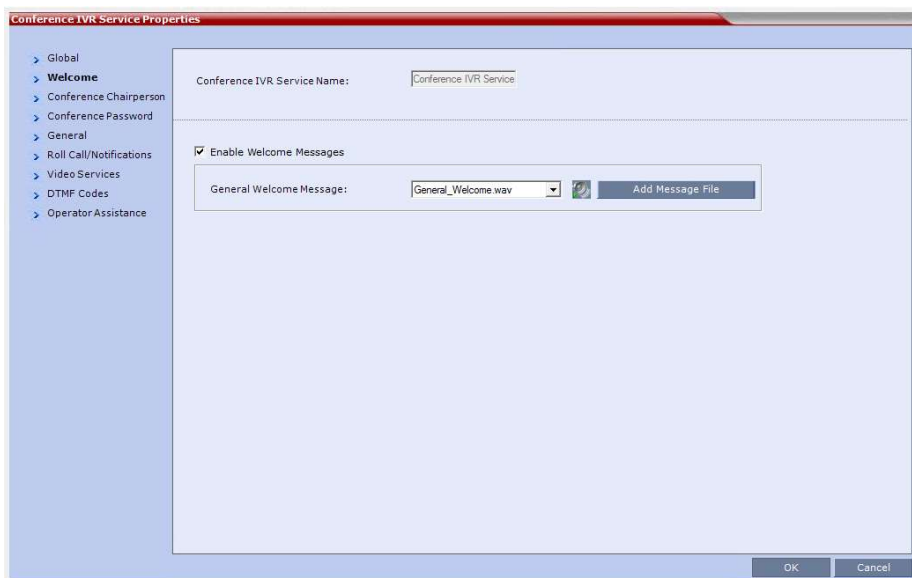 Conference IVR Service Properties
Global
Welcome
Conference Chairperson
Conference Password
General
Roll Call/Notifications
Video Services
DTMF Codes
Operator Assistance
Conference IVR Service Name: Conference IVR Service
Enable Welcome Messages
General Welcome Message: General_Welcome.wav Add Message File
OK Cancel